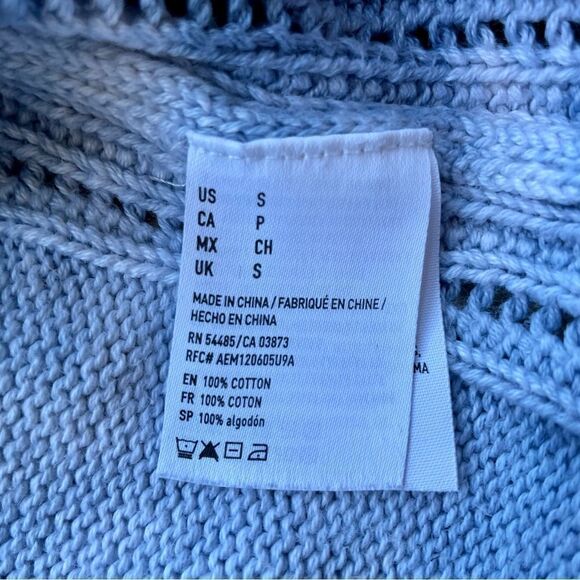 US S
CA P
MX CH
UK S
MADE IN CHINA / FABRIQUÉ EN CHINE /
HECHO EN CHINA
RN 54485/CA 03873
RFC# AEM120605U9A
EN 100% COTTON
FR 100% COTON
SP 100% algodón
MA